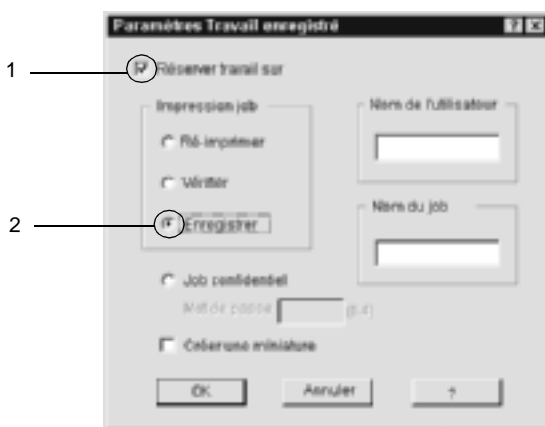 Paramètres Travail enregistré
1
Réserver travail sur
Impression job
Ré-imprimer
Vérifier
2
Enregistrer
Nom de l'utilisateur
Nom du job
Job confidentiel
Mot de passe
Créer une miniature
OK
Annuler
?